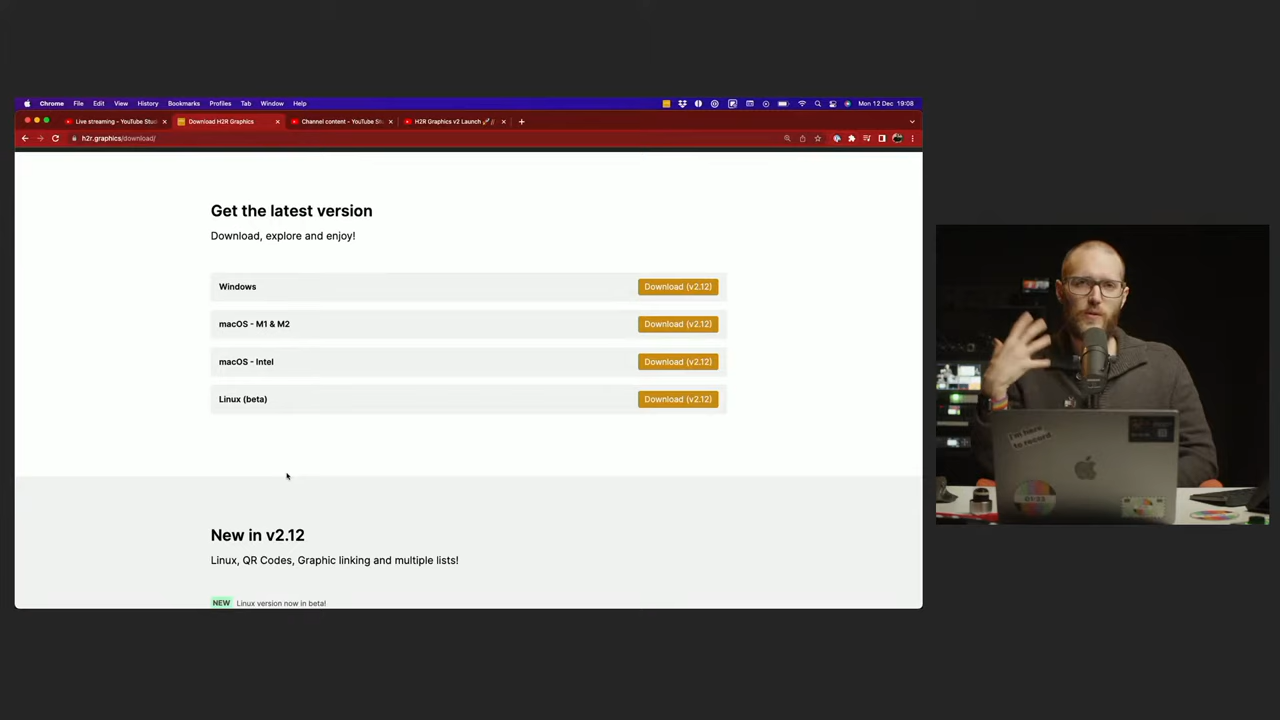 Chrome File Edit View History Bookmarks Profiles Tab Window Help Mon 12 Dec 19:08
Live streaming - YouTube Stu Download H2R Graphics Channel content - YouTube St H2R Graphics v2 Launch
h2r.graphics/download/
Get the latest version
Download, explore and enjoy!
Windows Download (v2.12)
macOS - M1 & M2 Download (v2.12)
macOS - Intel Download (v2.12)
Linux (beta) Download (v2.12)
New in v2.12
Linux, QR Codes, Graphic linking and multiple lists!
NEW Linux version now in beta!
I'm here
to record